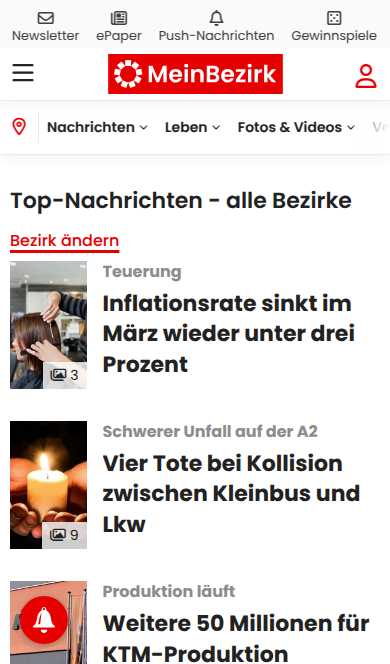 Newsletter ePaper Push-Nachrichten Gewinnspiele
MeinBezirk
Nachrichten Leben Fotos & Videos
Top-Nachrichten - alle Bezirke
Bezirk ändern
Teuerung
Inflationsrate sinkt im
März wieder unter drei
Prozent
3
Schwerer Unfall auf der A2
Vier Tote bei Kollision
zwischen Kleinbus und
Lkw
9
Produktion läuft
Weitere 50 Millionen für
KTM-Produktion